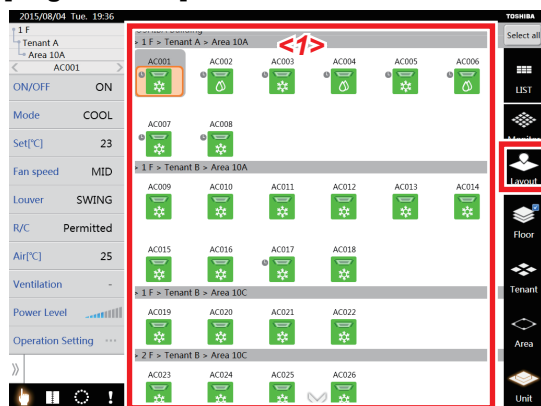 2015/08/04 Tue. 19:36
TOSHIBA
1 F
Tenant A
Area 10A
AC001
ON/OFF ON
Mode COOL
Set[℃] 23
Fan speed MID
Louver SWING
R/C Permitted
Air[℃] 25
Ventilation -
Power Level
Operation Setting ...
> 1 F > Tenant A > Area 10A
<1>
AC001 AC002 AC003 AC004 AC005 AC006
AC007 AC008
> 1 F > Tenant B > Area 10A
AC009 AC010 AC011 AC012 AC013 AC014
AC015 AC016 AC017 AC018
> 1 F > Tenant B > Area 10C
AC019 AC020 AC021 AC022
> 2 F > Tenant B > Area 10C
AC023 AC024 AC025 AC026
Select all
LIST
Monitor
Layout
Floor
Tenant
Area
Unit